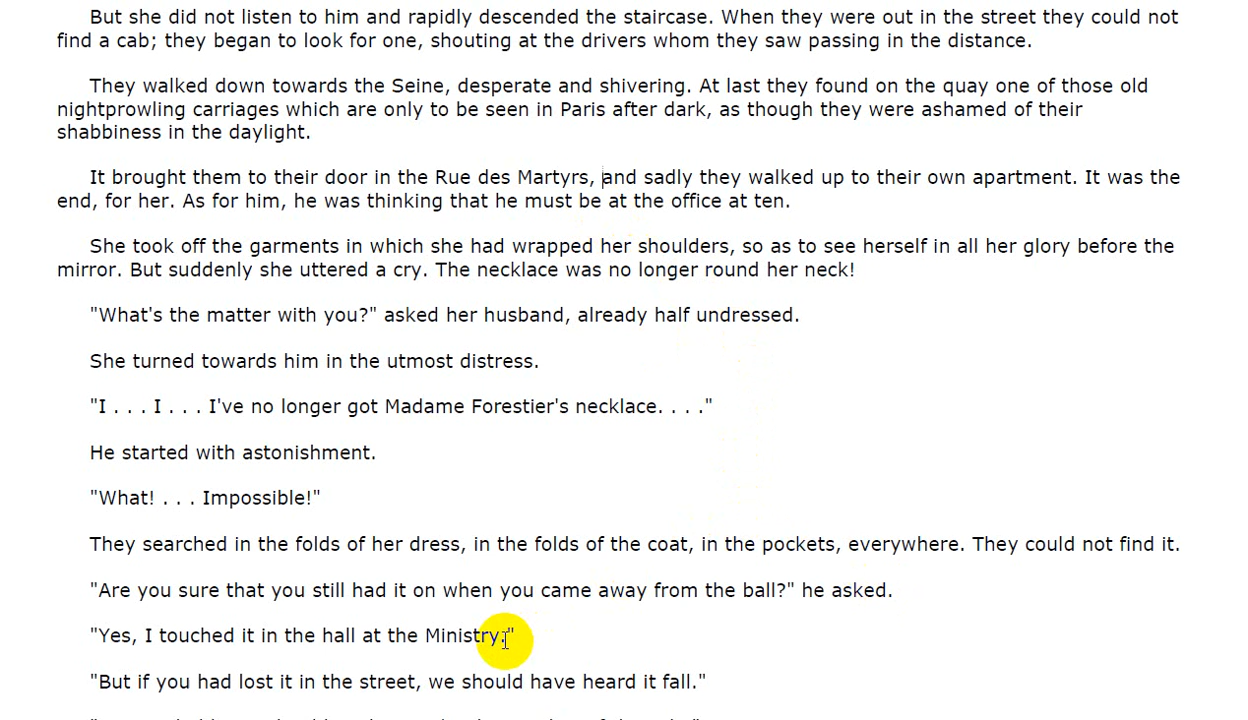 But she did not listen to him and rapidly descended the staircase. When they were out in the street they could not
find a cab; they began to look for one, shouting at the drivers whom they saw passing in the distance.
They walked down towards the Seine, desperate and shivering. At last they found on the quay one of those old
nightprowling carriages which are only to be seen in Paris after dark, as though they were ashamed of their
shabbiness in the daylight.
It brought them to their door in the Rue des Martyrs, and sadly they walked up to their own apartment. It was the
end, for her. As for him, he was thinking that he must be at the office at ten.
She took off the garments in which she had wrapped her shoulders, so as to see herself in all her glory before the
mirror. But suddenly she uttered a cry. The necklace was no longer round her neck!
"What's the matter with you?" asked her husband, already half undressed.
She turned towards him in the utmost distress.
"I . . . I . . . I've no longer got Madame Forestier's necklace. . . ."
He started with astonishment.
"What! . . . Impossible!"
They searched in the folds of her dress, in the folds of the coat, in the pockets, everywhere. They could not find it.
"Are you sure that you still had it on when you came away from the ball?" he asked.
"Yes, I touched it in the hall at the Ministry."
"But if you had lost it in the street, we should have heard it fall."